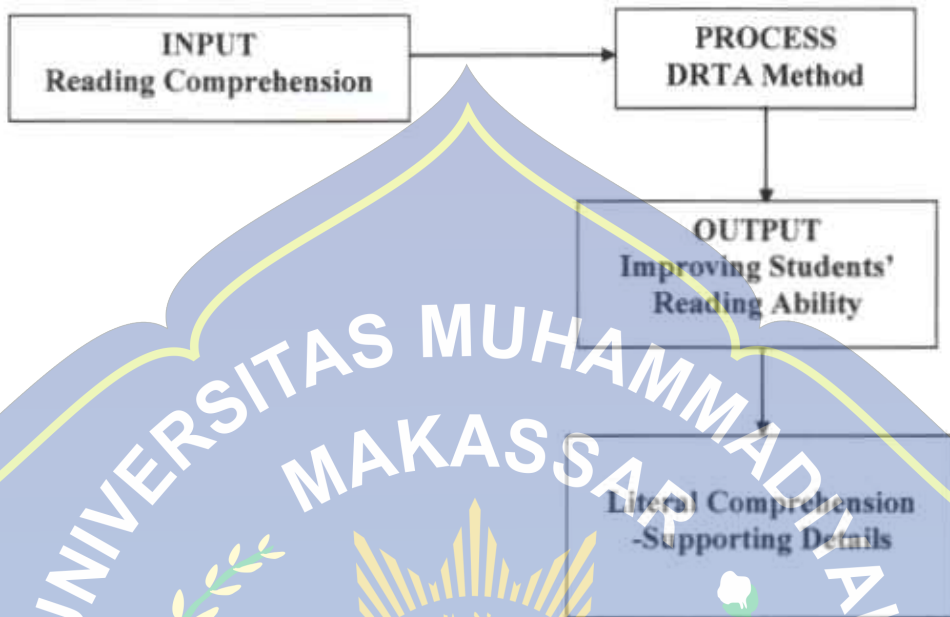 INPUT
Reading Comprehension
PROCESS
DRTA Method
OUTPUT
Improving Students'
Reading Ability
Literal Comprehension
-Supporting Details
UNIVERSITAS MUHAMMADIYAH
MAKASSAR